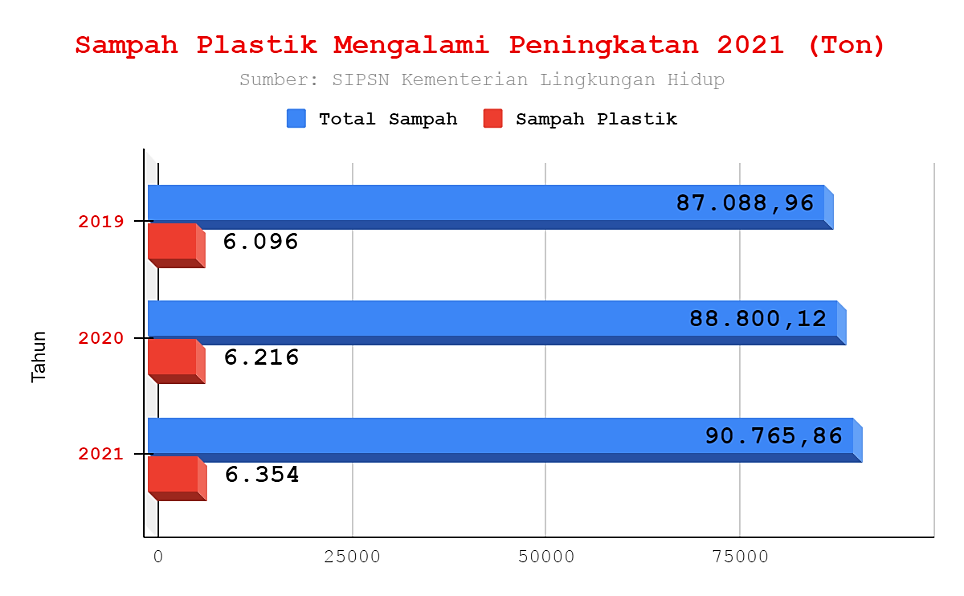 Sampah Plastik Mengalami Peningkatan 2021 (Ton)
Sumber: SIPSN Kementerian Lingkungan Hidup
Total Sampah Sampah Plastik
87.088,96
2019
6.096
88.800,12
2020
6.216
Tahun
90.765,86
2021
6.354
0 25000 50000 75000